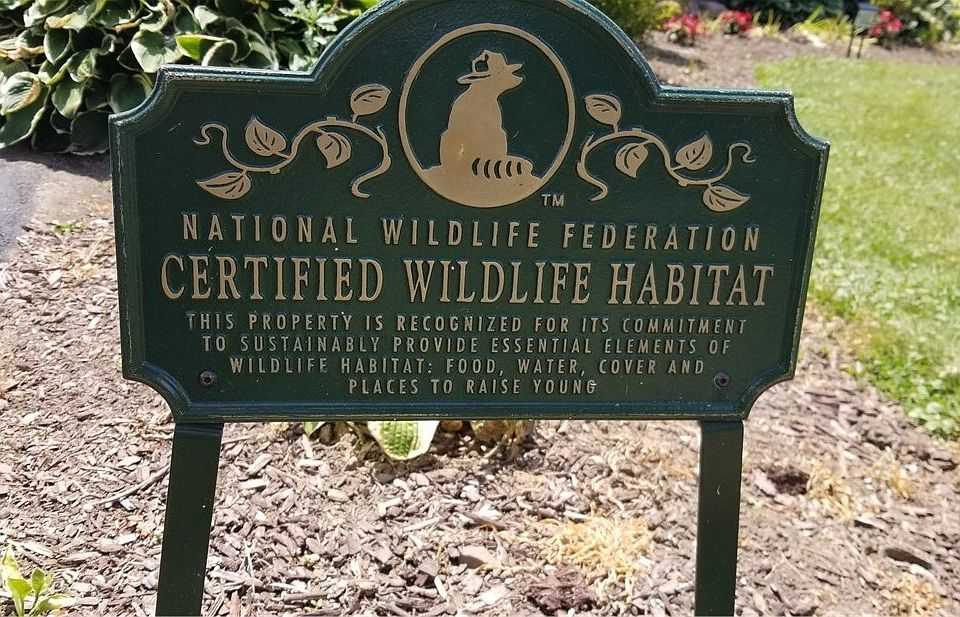 TM
NATIONAL WILDLIFE FEDERATION
CERTIFIED WILDLIFE HABITAT
THIS PROPERTY IS RECOGNIZED FOR ITS COMMITMENT
TO SUSTAINABLY PROVIDE ESSENTIAL ELEMENTS OF
WILDLIFE HABITAT: FOOD, WATER, COVER AND
PLACES TO RAISE YOUNG